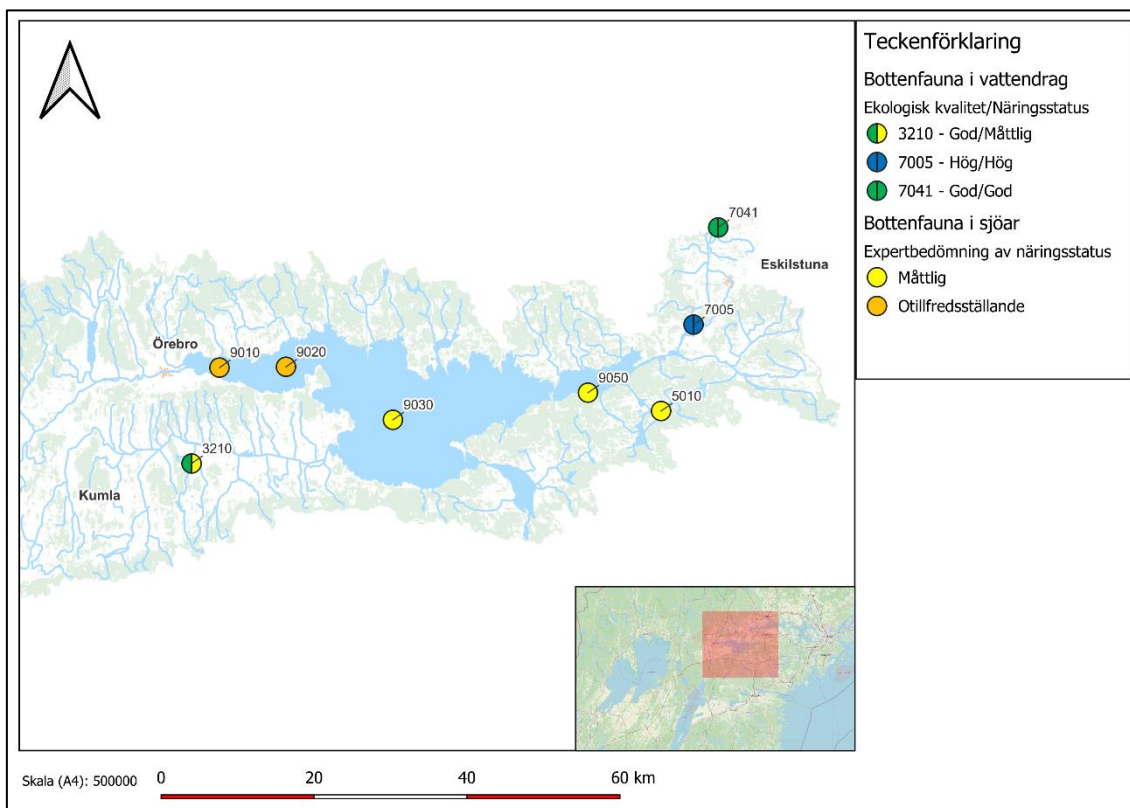 Teckenförklaring
Bottenfauna i vattendrag
Ekologisk kvalitet/Näringsstatus
3210 - God/Måttlig
7005 - Hög/Hög
7041 - God/God
Bottenfauna i sjöar
Expertbedömning av näringsstatus
Måttlig
Otillfredsställande
7041
Eskilstuna
7005
Örebro
9010
9020
9050
5010
9030
3210
Kumla
Skala (A4): 500000
0
20
40
60 km